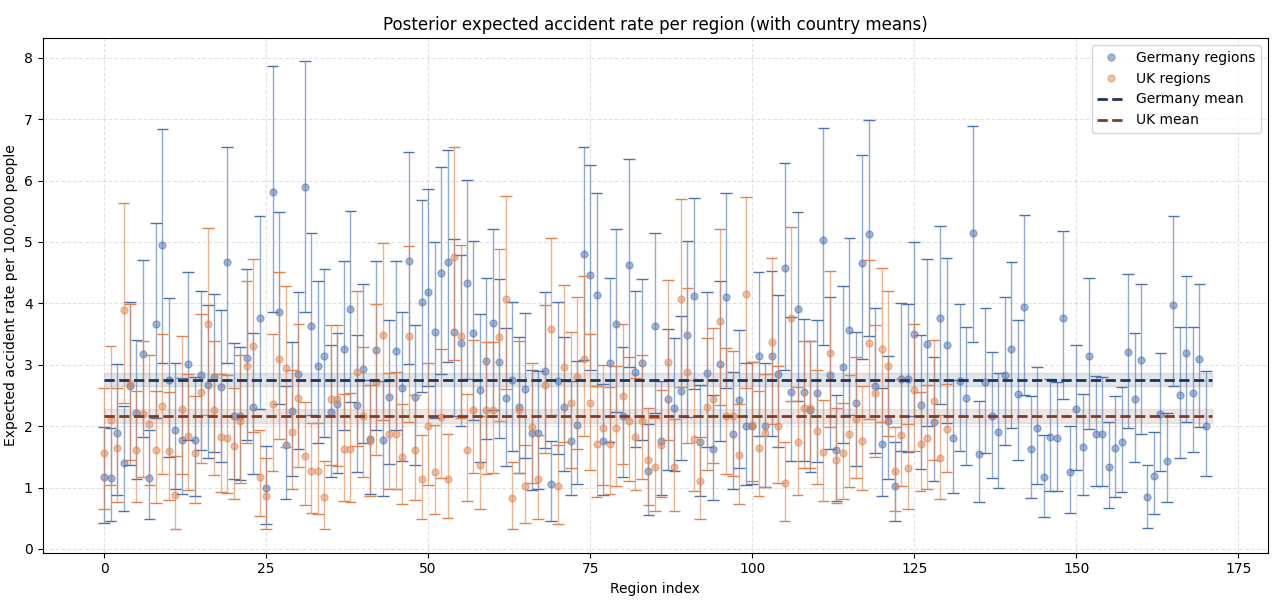 Posterior expected accident rate per region (with country means)
Expected accident rate per 100,000 people
8
7
6
5
4
3
2
1
0
Germany regions
UK regions
Germany mean
UK mean
0 25 50 75 100 125 150 175
Region index